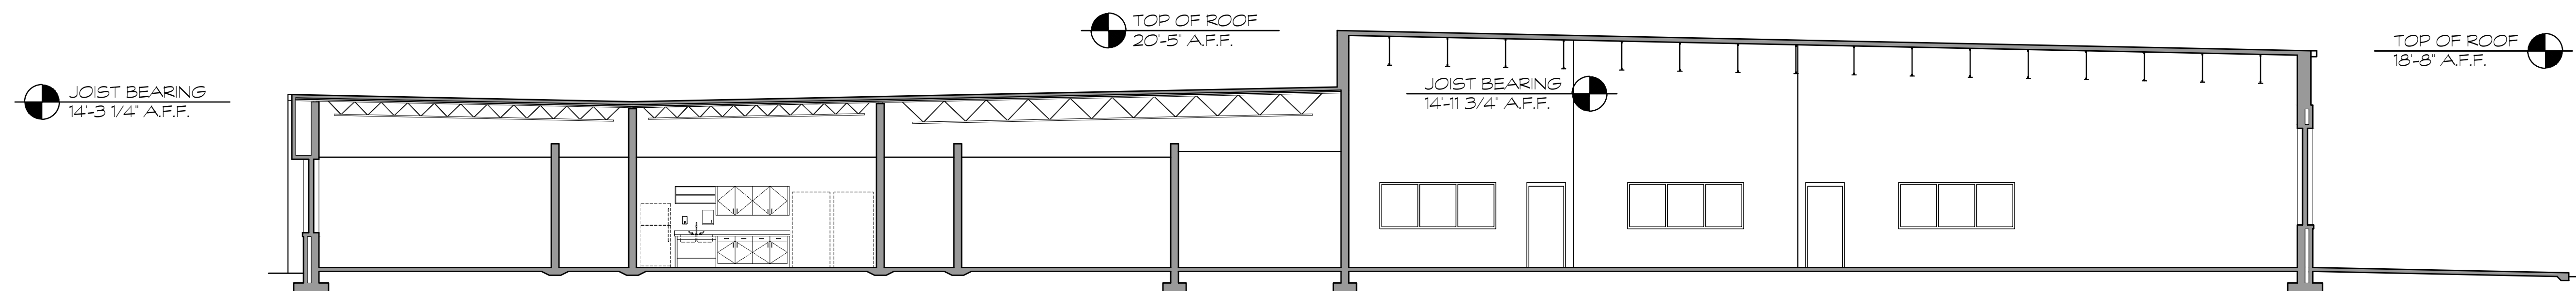 JOIST BEARING
14'-3 1/4" A.F.F.
TOP OF ROOF
20'-5" A.F.F.
JOIST BEARING
14'-11 3/4" A.F.F.
TOP OF ROOF
18'-8" A.F.F.